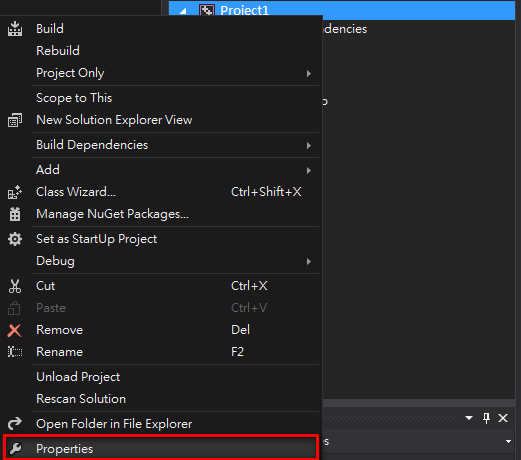 Project1
Build
dencies
Rebuild
Project Only
Scope to This
New Solution Explorer View
Build Dependencies
Add
Class Wizard... Ctrl+Shift+X
Manage NuGet Packages...
Set as StartUp Project
Debug
Cut Ctrl+X
Paste Ctrl+V
Remove Del
Rename F2
Unload Project
Rescan Solution
Open Folder in File Explorer
Properties